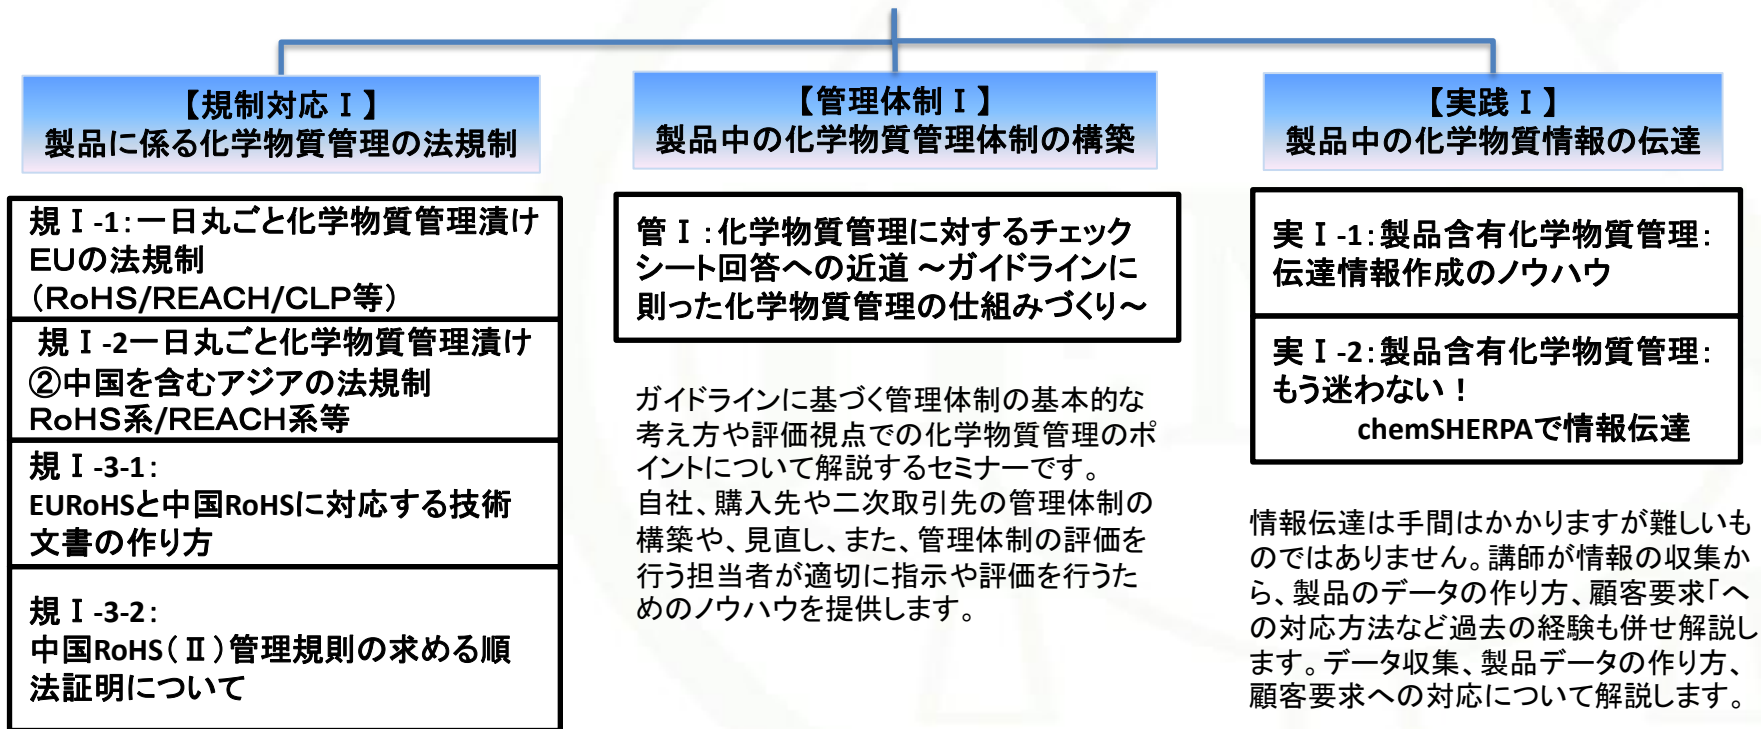 【規制対応Ⅰ】
製品に係る化学物質管理の法規制
規Ⅰ-1：一日丸ごと化学物質管理漬け
EUの法規制
（RoHS/REACH/CLP等）
規Ⅰ-2一日丸ごと化学物質管理漬け
②中国を含むアジアの法規制
RoHS系/REACH系等
規Ⅰ-3-1：
EURoHSと中国RoHSに対応する技術
文書の作り方
規Ⅰ-3-2：
中国RoHS（Ⅱ）管理規則の求める順
法証明について
【管理体制Ⅰ】
製品中の化学物質管理体制の構築
管Ⅰ：化学物質管理に対するチェック
シート回答への近道 ～ガイドラインに
則った化学物質管理の仕組みづくり～
ガイドラインに基づく管理体制の基本的な
考え方や評価視点での化学物質管理のポ
イントについて解説するセミナーです。
自社、購入先や二次取引先の管理体制の
構築や、見直し、また、管理体制の評価を
行う担当者が適切に指示や評価を行うた
めのノウハウを提供します。
【実践Ⅰ】
製品中の化学物質情報の伝達
実Ⅰ-1：製品含有化学物質管理：
伝達情報作成のノウハウ
実Ⅰ-2：製品含有化学物質管理：
もう迷わない！
chemSHERPAで情報伝達
情報伝達は手間はかかりますが難しいも
のではありません。講師が情報の収集か
ら、製品のデータの作り方、顧客要求「へ
の対応方法など過去の経験も併せ解説し
ます。データ収集、製品データの作り方、
顧客要求への対応について解説します。